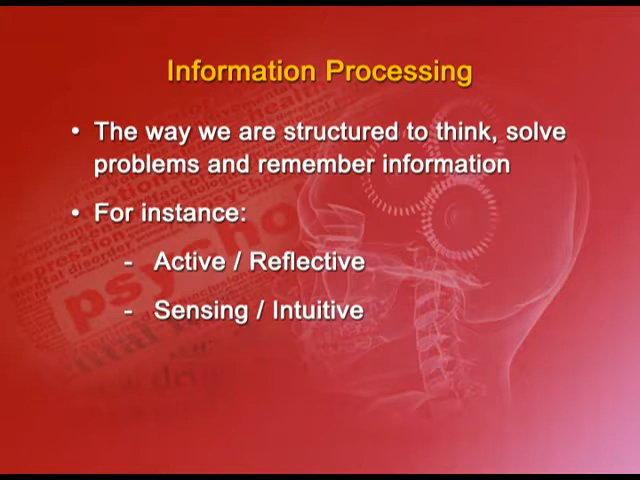 Information Processing
• The way we are structured to think, solve
problems and remember information
• For instance:
- Active / Reflective
- Sensing / Intuitive
psycho